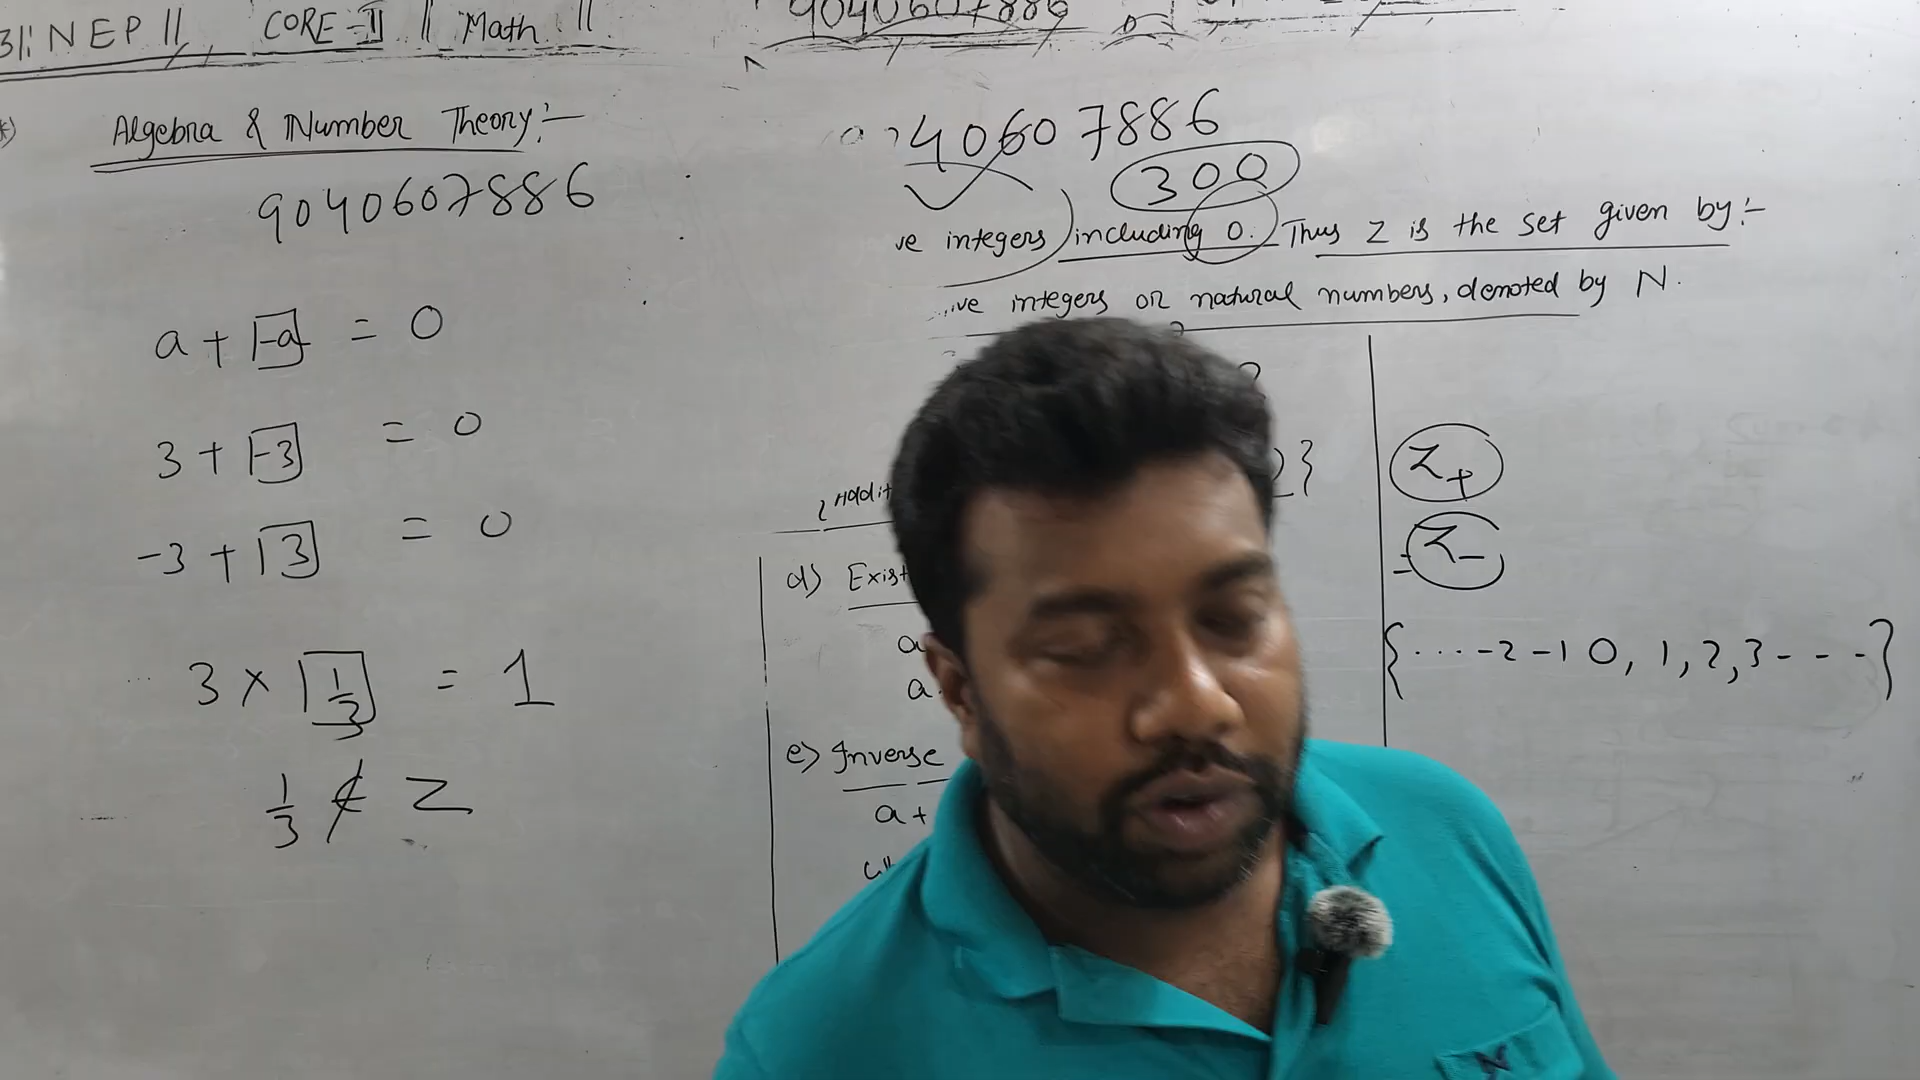 31: NEP || CORE-II || Math ||
9040607886
Algebra & Number Theory:-
9040607886
a + -a = 0
3 + -3 = 0
-3 + 3 = 0
3 × 1/3 = 1
1/3 ∉ Z
40607886
300
ve integers including 0. Thus Z is the set given by:-
ve integers or natural numbers, denoted by N.
Z+
Z-
{ ....-2 -1 0, 1, 2, 3 - - - }
d) Exist
a
a.
e) Inverse
a +